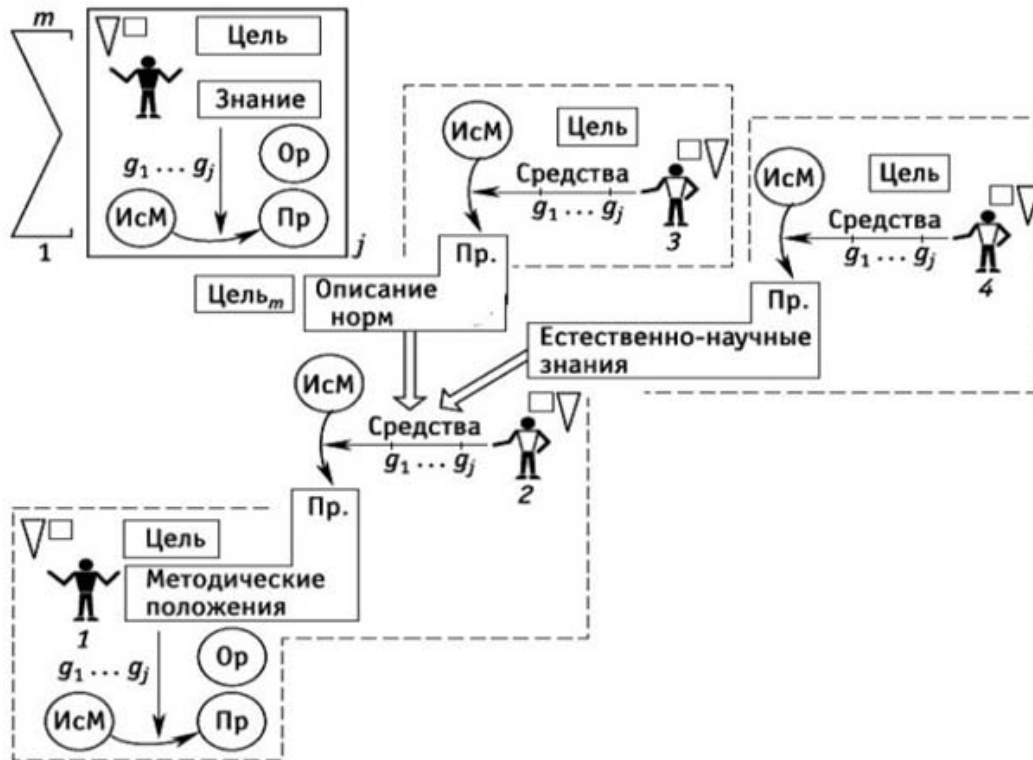 m
Цель
Знание
g₁ ... gⱼ
Ор
ИсМ
Пр
1
j
ИсМ
Цель
Средства
g₁ ... gⱼ
3
Пр.
ИсМ
Цель
Средства
g₁ ... gⱼ
4
Пр.
Цельₘ
Описание
норм
Естественно-научные
знания
ИсМ
Средства
g₁ ... gⱼ
2
Пр.
Цель
Методические
положения
1
g₁ ... gⱼ
Ор
ИсМ
Пр